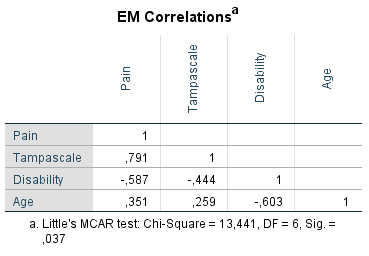 EM Correlationsa
Pain Tampascale Disability Age
Pain 1
Tampascale ,791 1
Disability -,587 -,444 1
Age ,351 ,259 -,603 1
a. Little's MCAR test: Chi-Square = 13,441, DF = 6, Sig. =
,037